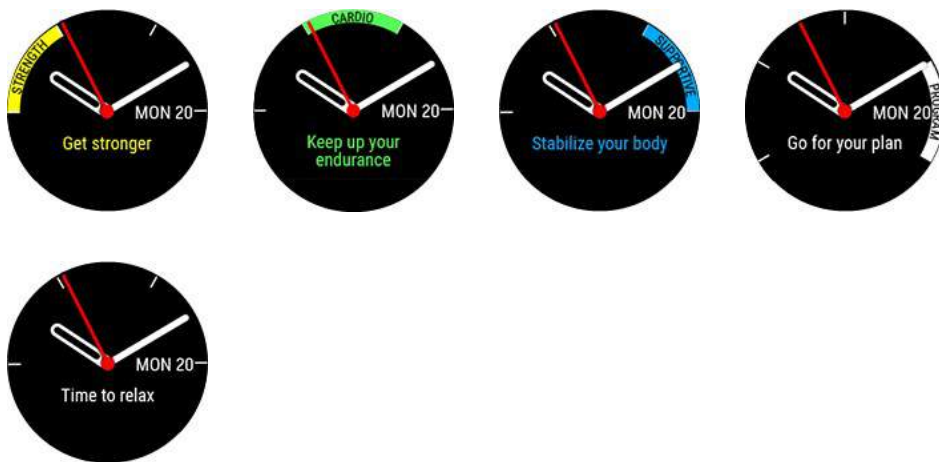 STRENGTH
MON 20
Get stronger
CARDIO
MON 20
Keep up your
endurance
SUPPORTIVE
MON 20
Stabilize your body
PROGRAM
MON 20
Go for your plan
MON 20
Time to relax